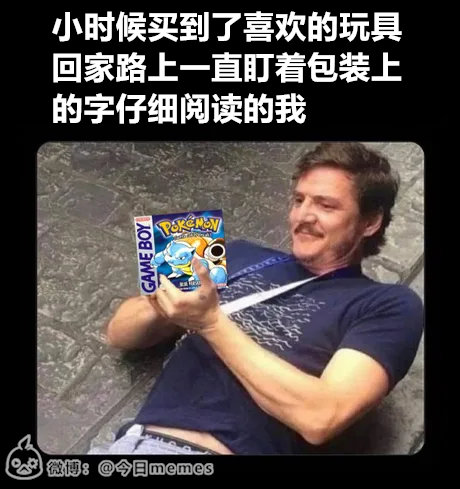 小时候买到了喜欢的玩具
回家路上一直盯着包装上
的字仔细阅读的我
POKéMON
GAME BOY
微博：@今日memes